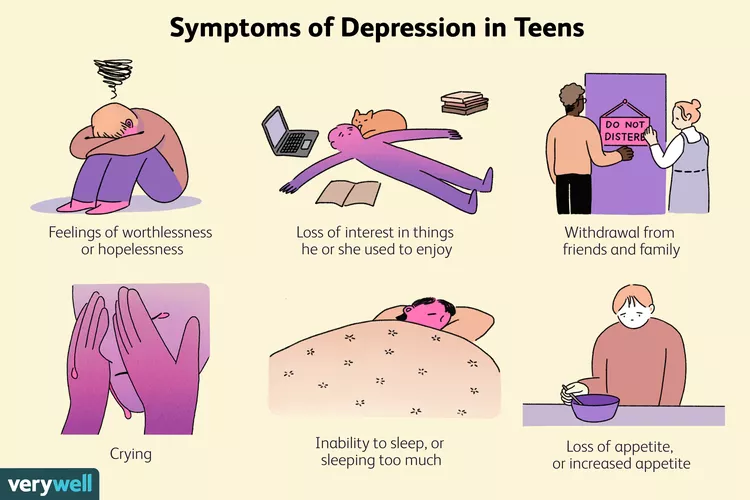 Symptoms of Depression in Teens
DO NOT
DISTERB
Feelings of worthlessness
or hopelessness
Loss of interest in things
he or she used to enjoy
Withdrawal from
friends and family
Crying
Inability to sleep, or
sleeping too much
Loss of appetite,
or increased appetite
verywell